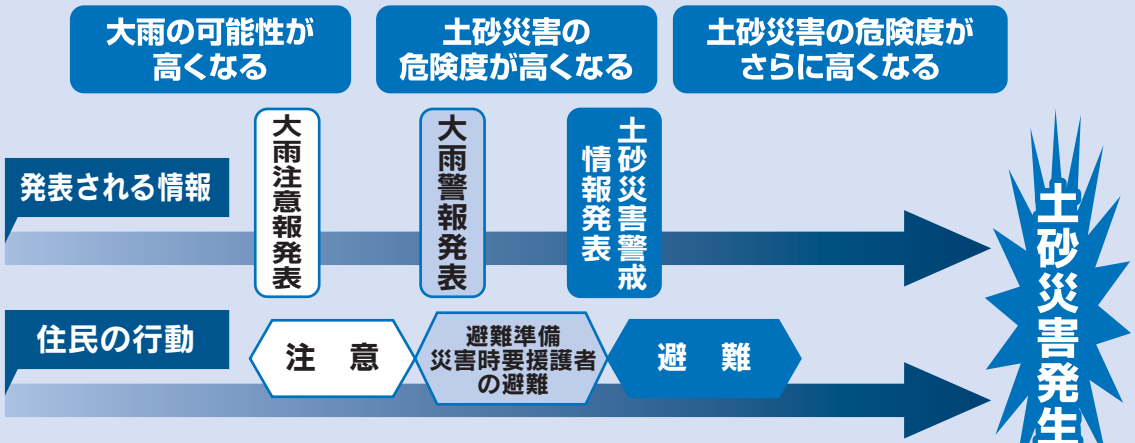 大雨の可能性が
高くなる
土砂災害の
危険度が高くなる
土砂災害の危険度が
さらに高くなる
発表される情報
大雨注意報発表
大雨警報発表
土砂災害警戒
情報発表
住民の行動
注　意
避難準備
災害時要援護者
の避難
避　難
土砂災害発生